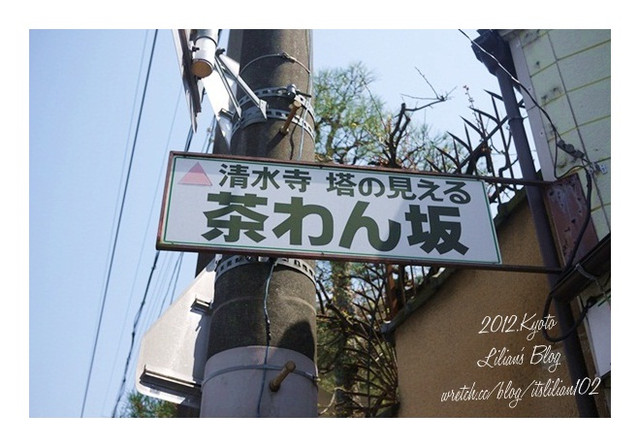 清水寺 塔の見える
茶わん坂
2012.Kyoto
Lilian's Blog
wretch.cc/blog/itslilian102